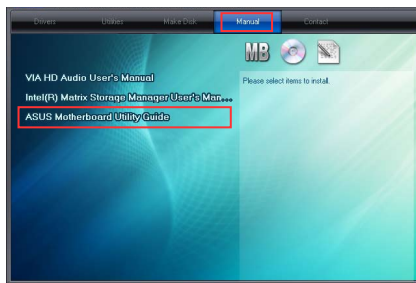 Drivers Utilities Make Disk Manual Contact
MB
VIA HD Audio User's Manual
Please select items to install.
Intel(R) Matrix Storage Manager User's Man...
ASUS Motherboard Utility Guide